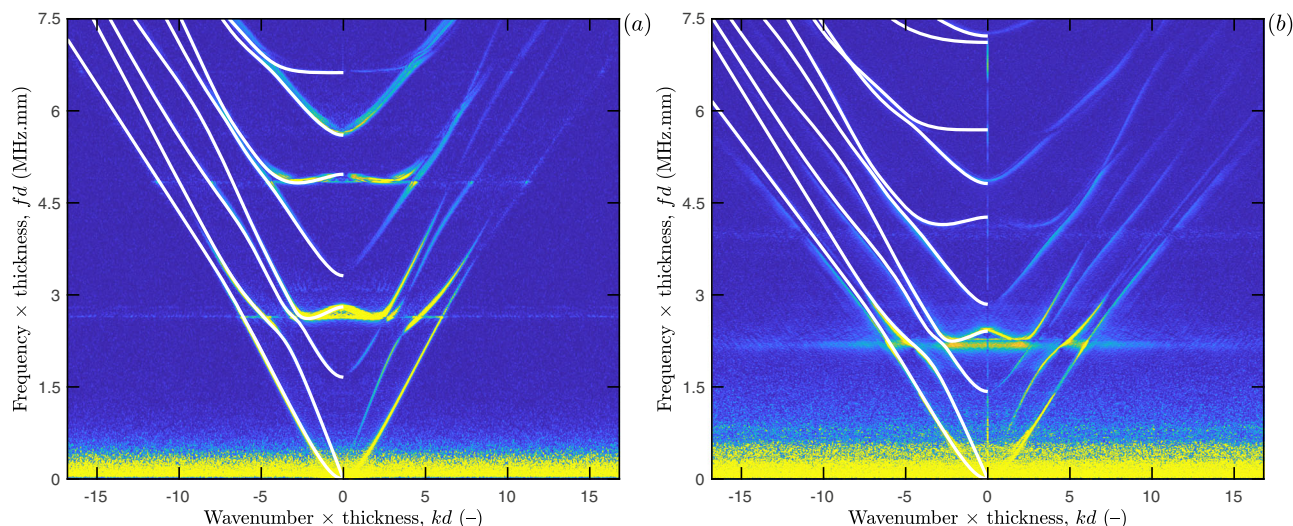 7.5
6
4.5
3
1.5
0
Frequency × thickness, fd (MHz.mm)
-15 -10 -5 0 5 10 15
Wavenumber × thickness, kd (–)
(a)
7.5
6
4.5
3
1.5
0
Frequency × thickness, fd (MHz.mm)
-15 -10 -5 0 5 10 15
Wavenumber × thickness, kd (–)
(b)